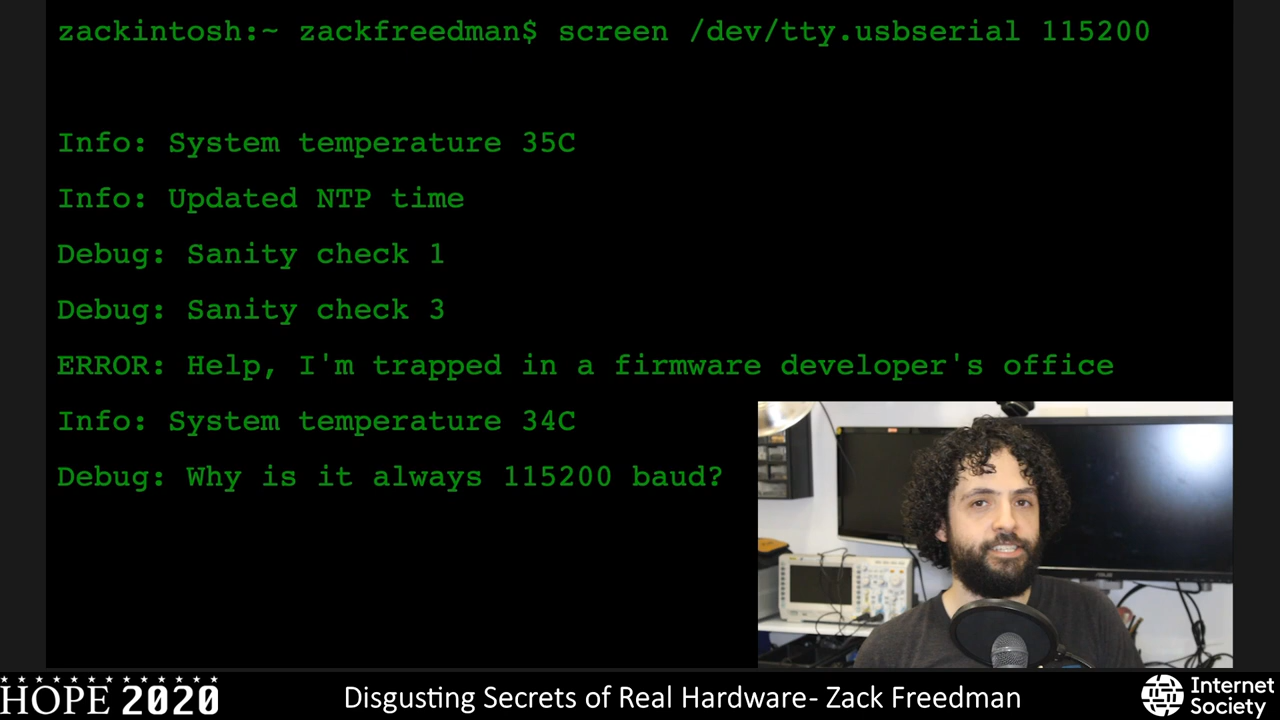 zackintosh:~ zackfreedman$ screen /dev/tty.usbserial 115200
Info: System temperature 35C
Info: Updated NTP time
Debug: Sanity check 1
Debug: Sanity check 3
ERROR: Help, I'm trapped in a firmware developer's office
Info: System temperature 34C
Debug: Why is it always 115200 baud?
HOPE 2020
Disgusting Secrets of Real Hardware- Zack Freedman
Internet
Society